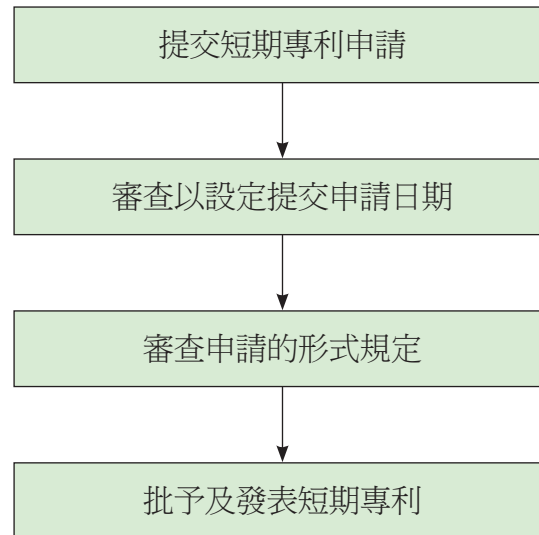 提交短期專利申請
審查以設定提交申請日期
審查申請的形式規定
批予及發表短期專利